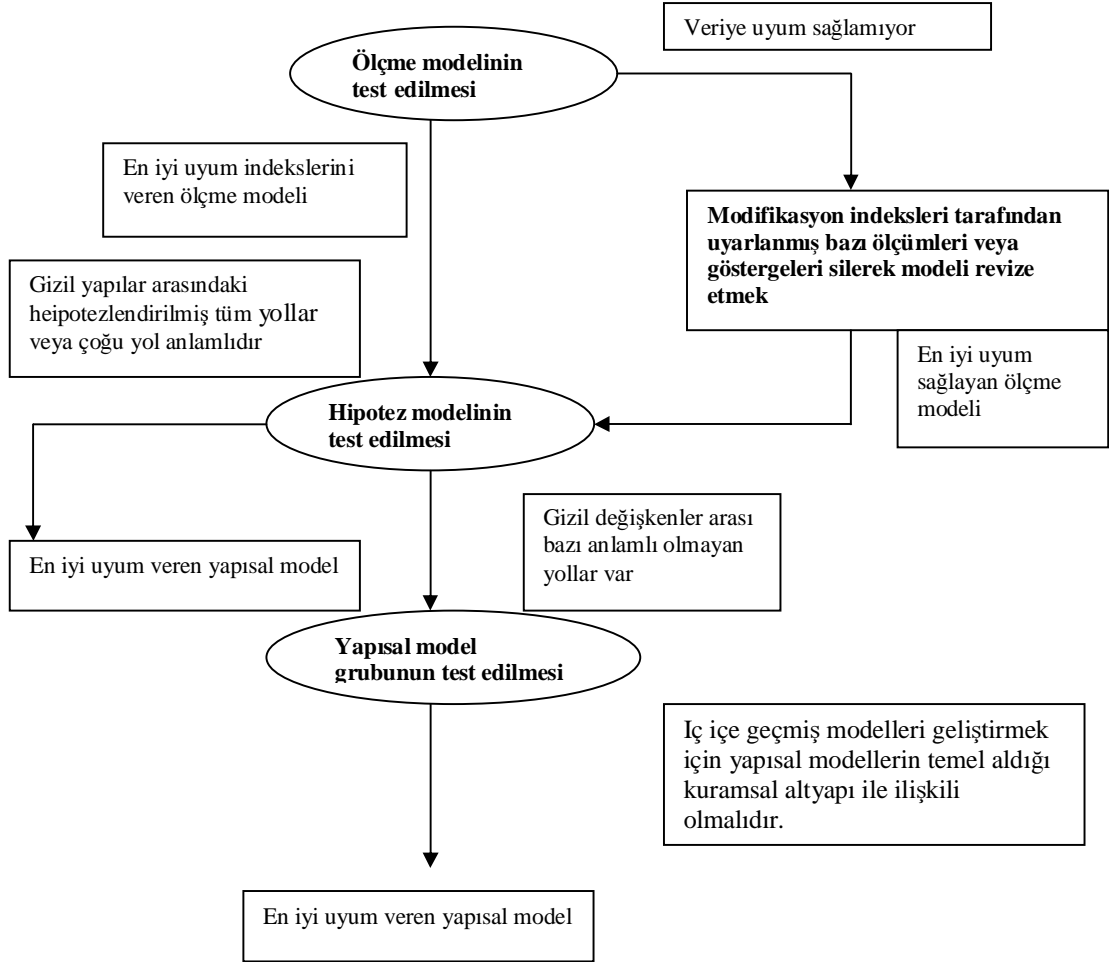 Veriye uyum sağlamıyor
Ölçme modelinin
test edilmesi
En iyi uyum indekslerini
veren ölçme modeli
Modifikasyon indeksleri tarafından
uyarlanmış bazı ölçümleri veya
göstergeleri silerek modeli revize
etmek
Gizil yapılar arasındaki
heipotezlendirilmiş tüm yollar
veya çoğu yol anlamlıdır
En iyi uyum
sağlayan ölçme
modeli
Hipotez modelinin
test edilmesi
Gizil değişkenler arası
bazı anlamlı olmayan
yollar var
En iyi uyum veren yapısal model
Yapısal model
grubunun test edilmesi
Iç içe geçmiş modelleri geliştirmek
için yapısal modellerin temel aldığı
kuramsal altyapı ile ilişkili
olmalıdır.
En iyi uyum veren yapısal model